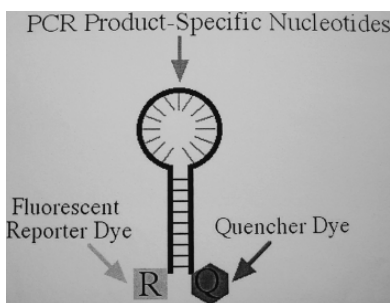 PCR Product-Specific Nucleotides
Fluorescent
Reporter Dye
Quencher Dye
R
Q